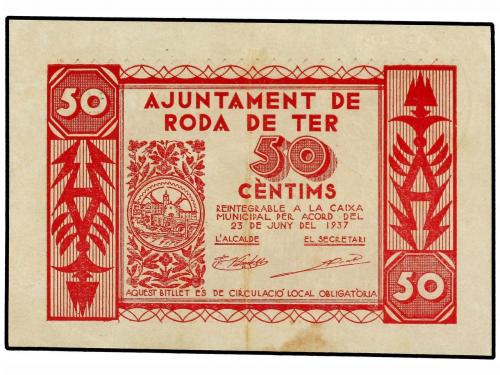 50
AJUNTAMENT DE
RODA DE TER
50
CÈNTIMS
REINTEGRABLE A LA CAIXA
MUNICIPAL PER ACORD DEL
23 DE JUNY DEL 1937
L'ALCALDE EL SECRETARI
AQUEST BITLLET ES DE CIRCULACIÓ LOCAL OBLIGATÒRIA
50